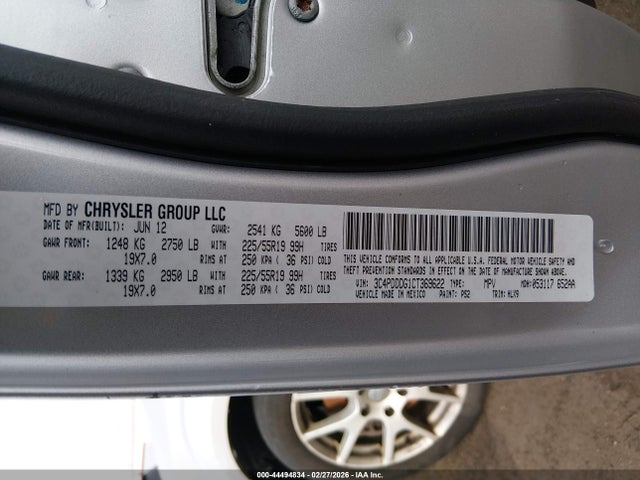 MFD BY CHRYSLER GROUP LLC
DATE OF MFR(BUILT): JUN 12 GVWR: 2541 KG 5600 LB
GAWR FRONT: 1248 KG 2750 LB WITH 225/55R19 99H TIRES
19X7.0 RIMS AT 250 KPA ( 36 PSI) COLD
GAWR REAR: 1339 KG 2950 LB WITH 225/55R19 99H TIRES
19X7.0 RIMS AT 250 KPA ( 36 PSI) COLD
THIS VEHICLE CONFORMS TO ALL APPLICABLE U.S.A. FEDERAL MOTOR VEHICLE SAFETY AND
THEFT PREVENTION STANDARDS IN EFFECT ON THE DATE OF MANUFACTURE SHOWN ABOVE.
VIN: 3C4PDDDG1CT369622 TYPE: MPV MDH: 053117 652AA
VEHICLE MADE IN MEXICO PAINT: PS2 TRIM: HLX9
000-44494834 02/27/2026 - IAA Inc.